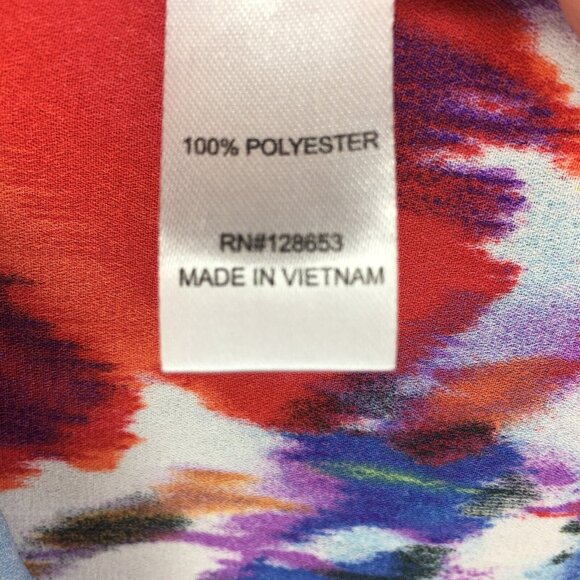 100% POLYESTER
RN#128653
MADE IN VIETNAM